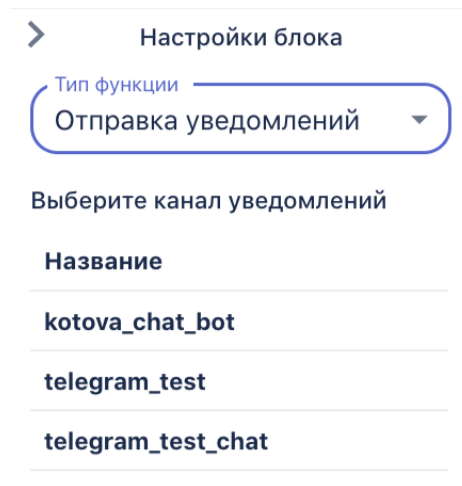 Настройки блока
Тип функции
Отправка уведомлений
Выберите канал уведомлений
Название
kotova_chat_bot
telegram_test
telegram_test_chat